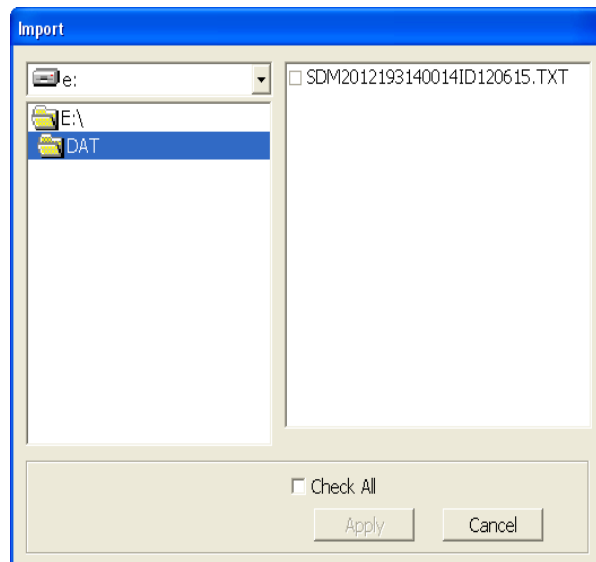 Import
e:
E:\
DAT
SDM2012193140014ID120615.TXT
Check All
Apply
Cancel